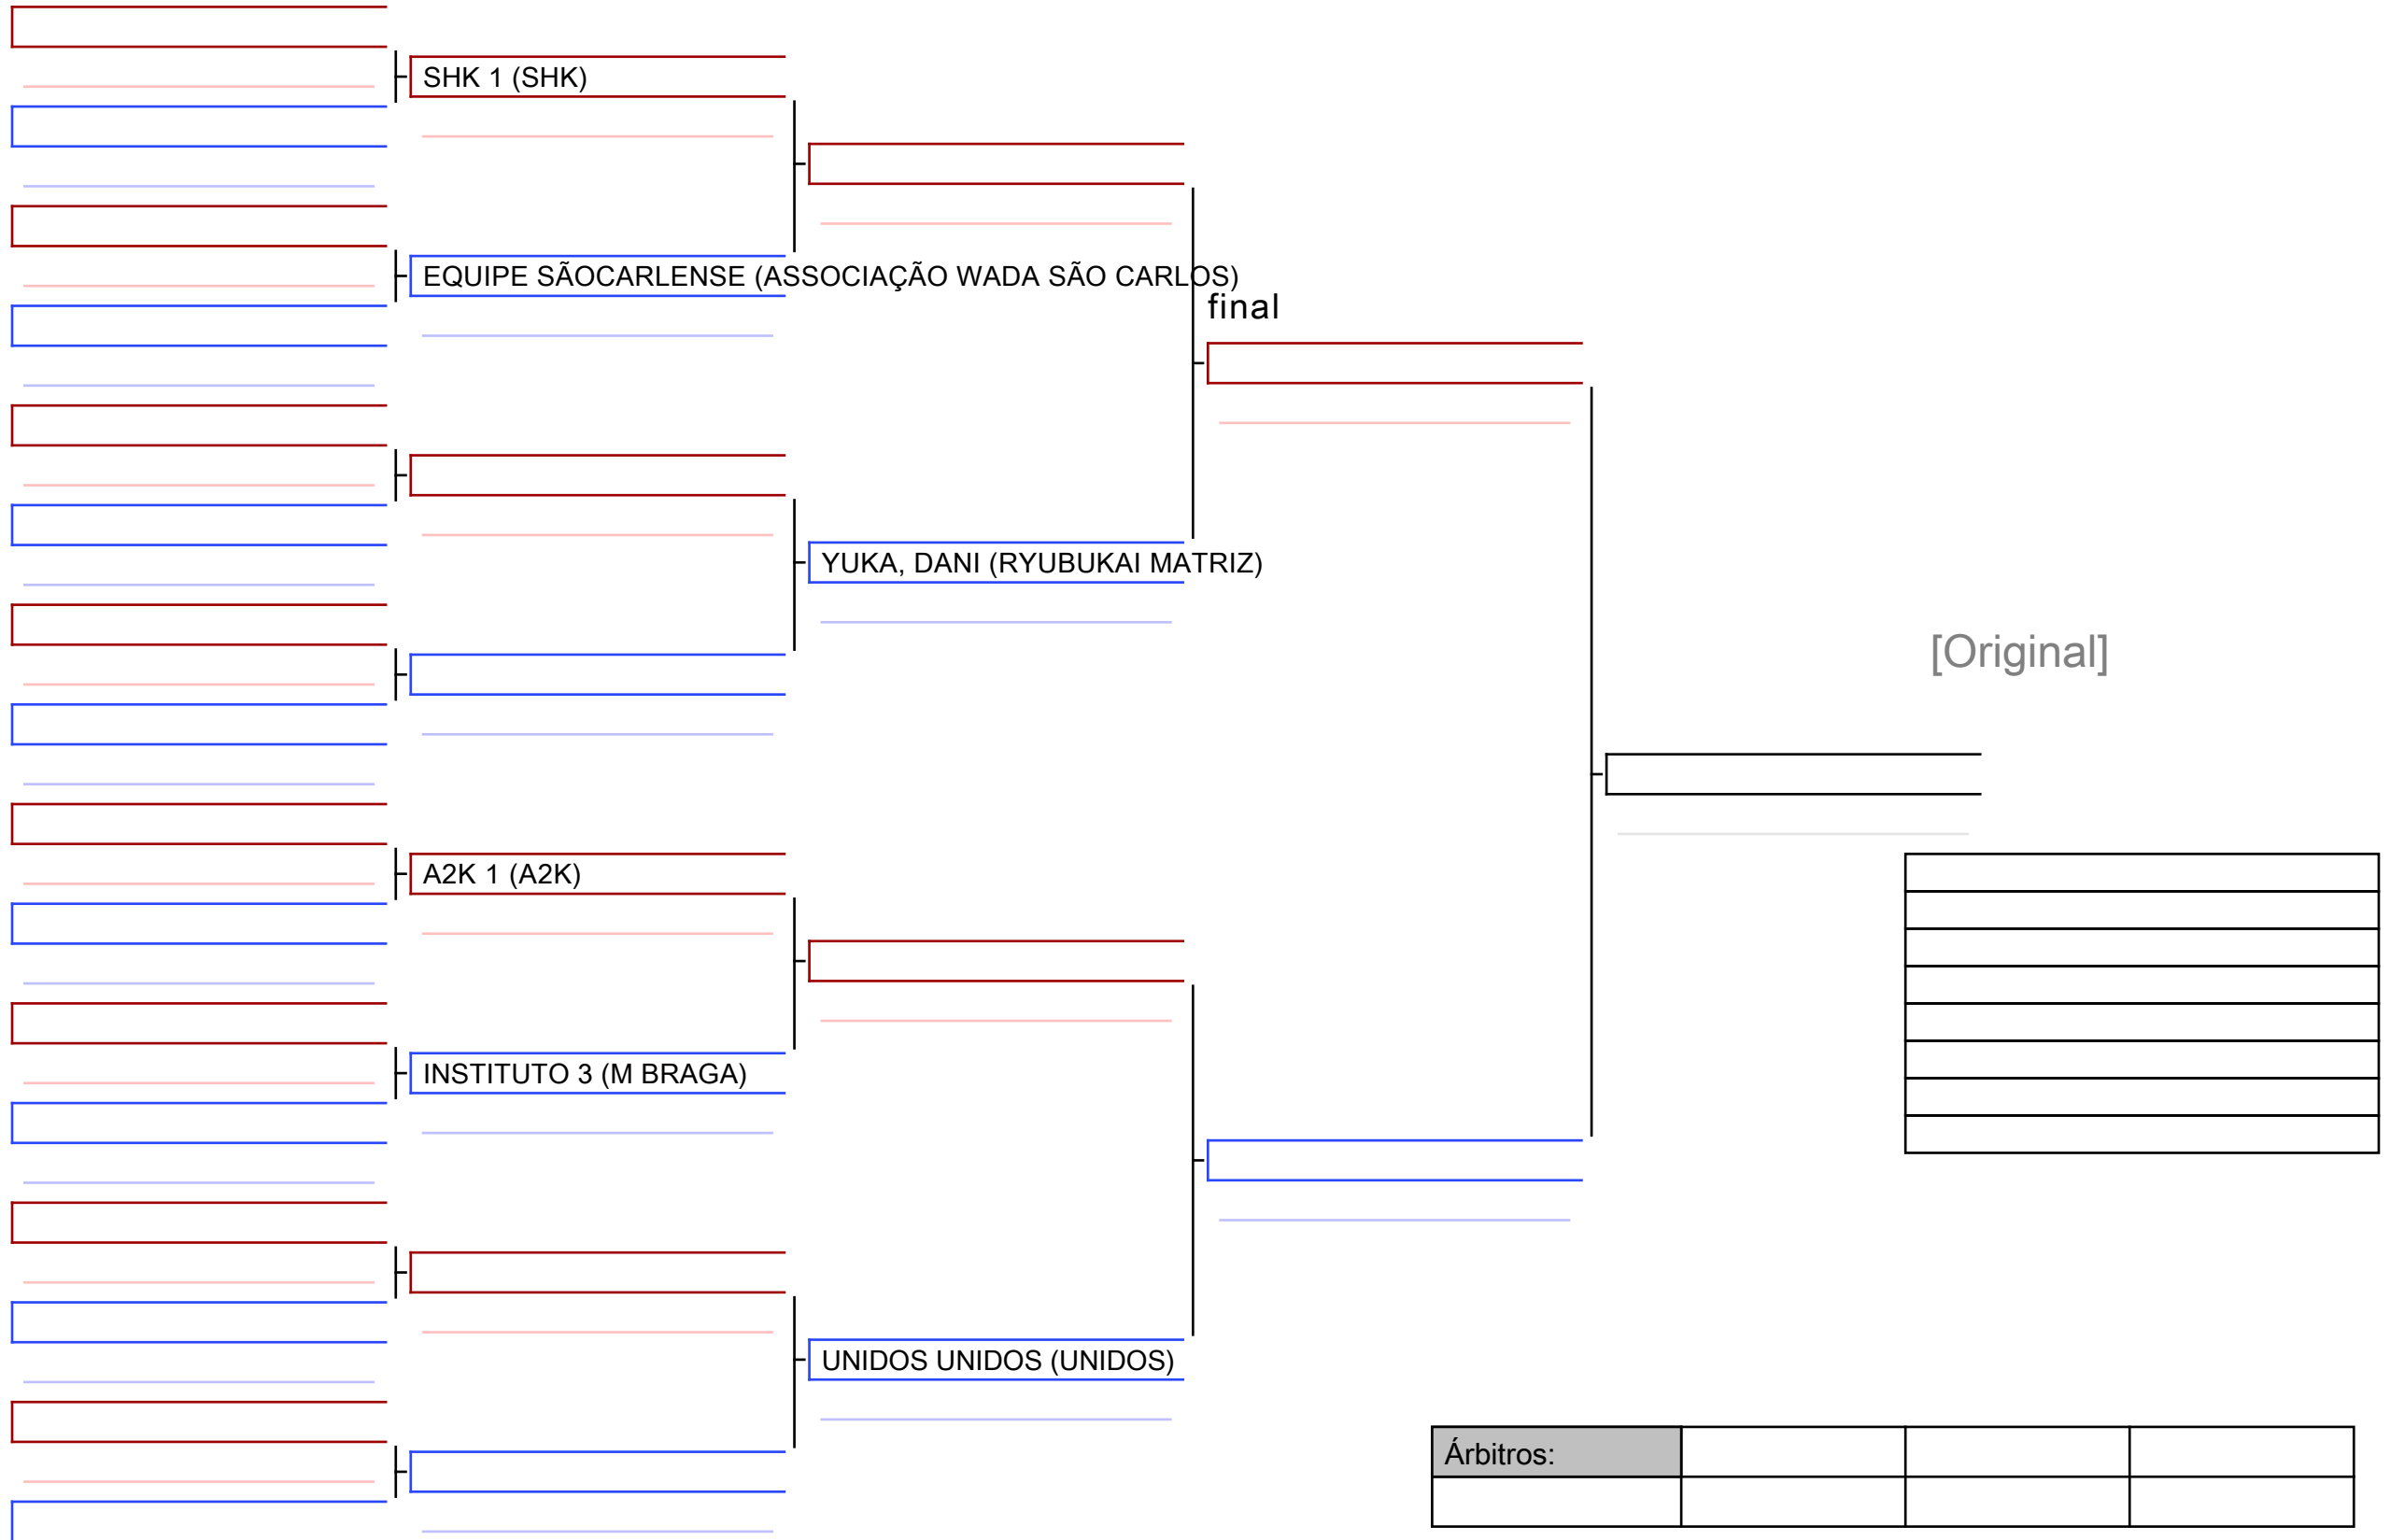 SHK 1 (SHK)
EQUIPE SÃOCARLENSE (ASSOCIAÇÃO WADA SÃO CARLOS)
final
YUKA, DANI (RYUBUKAI MATRIZ)
[Original]
A2K 1 (A2K)
INSTITUTO 3 (M BRAGA)
UNIDOS UNIDOS (UNIDOS)
Árbitros: